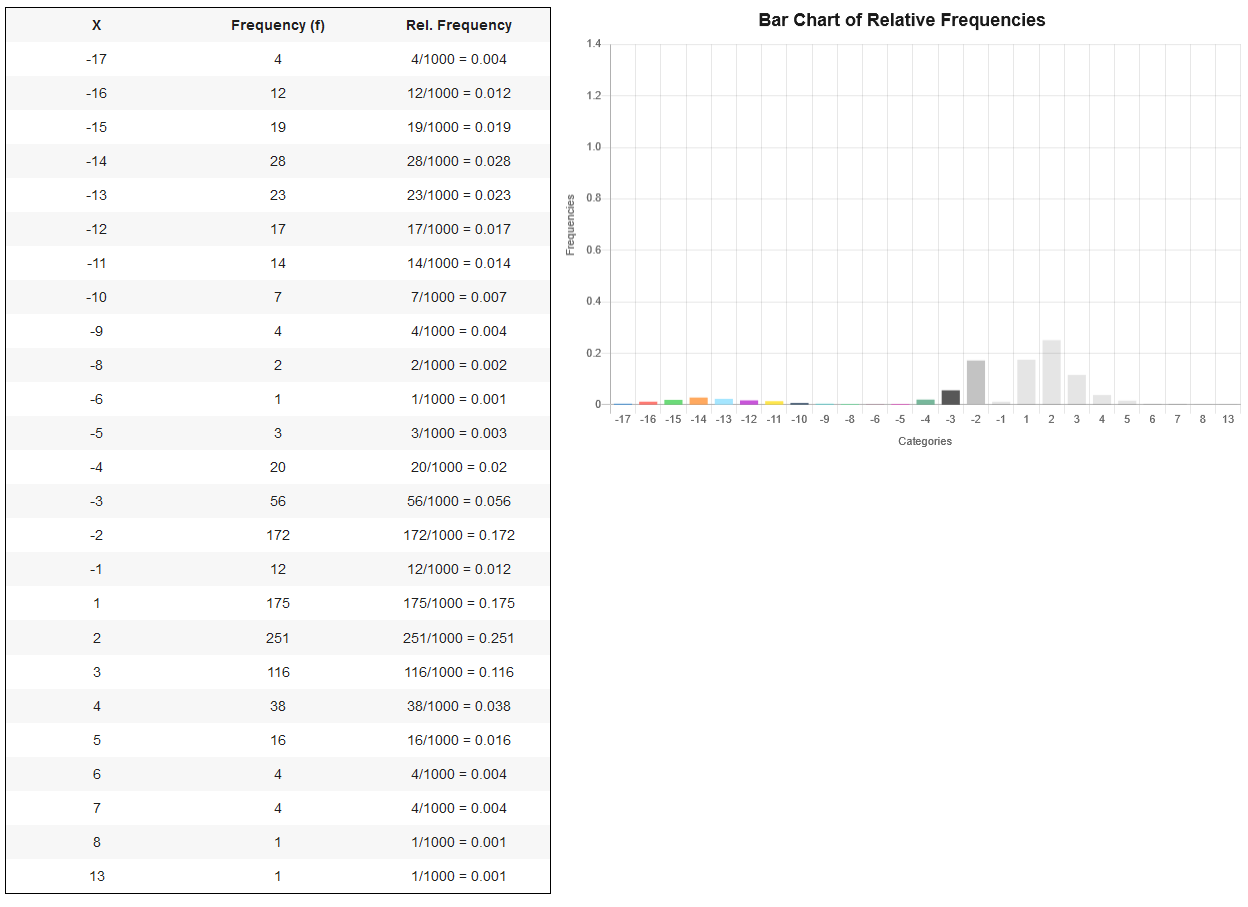 X Frequency (f) Rel. Frequency
-17 4 4/1000 = 0.004
-16 12 12/1000 = 0.012
-15 19 19/1000 = 0.019
-14 28 28/1000 = 0.028
-13 23 23/1000 = 0.023
-12 17 17/1000 = 0.017
-11 14 14/1000 = 0.014
-10 7 7/1000 = 0.007
-9 4 4/1000 = 0.004
-8 2 2/1000 = 0.002
-6 1 1/1000 = 0.001
-5 3 3/1000 = 0.003
-4 20 20/1000 = 0.02
-3 56 56/1000 = 0.056
-2 172 172/1000 = 0.172
-1 12 12/1000 = 0.012
1 175 175/1000 = 0.175
2 251 251/1000 = 0.251
3 116 116/1000 = 0.116
4 38 38/1000 = 0.038
5 16 16/1000 = 0.016
6 4 4/1000 = 0.004
7 4 4/1000 = 0.004
8 1 1/1000 = 0.001
13 1 1/1000 = 0.001
Bar Chart of Relative Frequencies
1.4
1.2
1.0
0.8
0.6
0.4
0.2
0
Frequencies
-17 -16 -15 -14 -13 -12 -11 -10 -9 -8 -6 -5 -4 -3 -2 -1 1 2 3 4 5 6 7 8 13
Categories